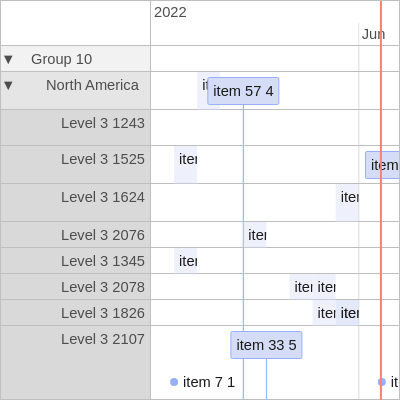 2022
Jun
▼ Group 10
▼ North America
item 57 4
Level 3 1243
Level 3 1525
item
Level 3 1624
Level 3 2076
Level 3 1345
Level 3 2078
Level 3 1826
Level 3 2107
item 33 5
item 7 1